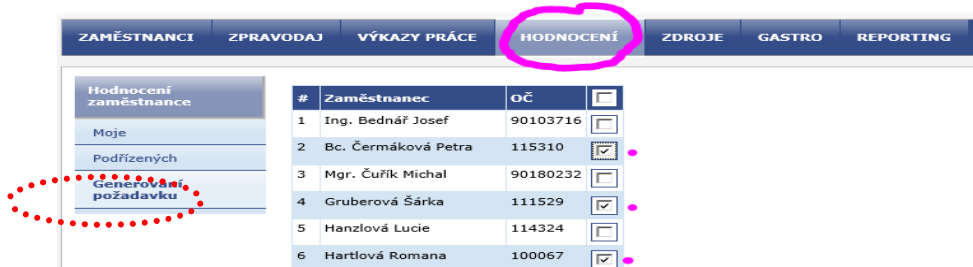 ZAMĚSTNANCI ZPRAVODAJ VÝKAZY PRÁCE HODNOCENÍ ZDROJE GASTRO REPORTING
Hodnocení
zaměstnance
Moje
Podřízených
Generování
požadavku
# Zaměstnanec OČ
1 Ing. Bednář Josef 90103716
2 Bc. Čermáková Petra 115310
3 Mgr. Čuřík Michal 90180232
4 Gruberová Šárka 111529
5 Hanzlová Lucie 114324
6 Hartlová Romana 100067